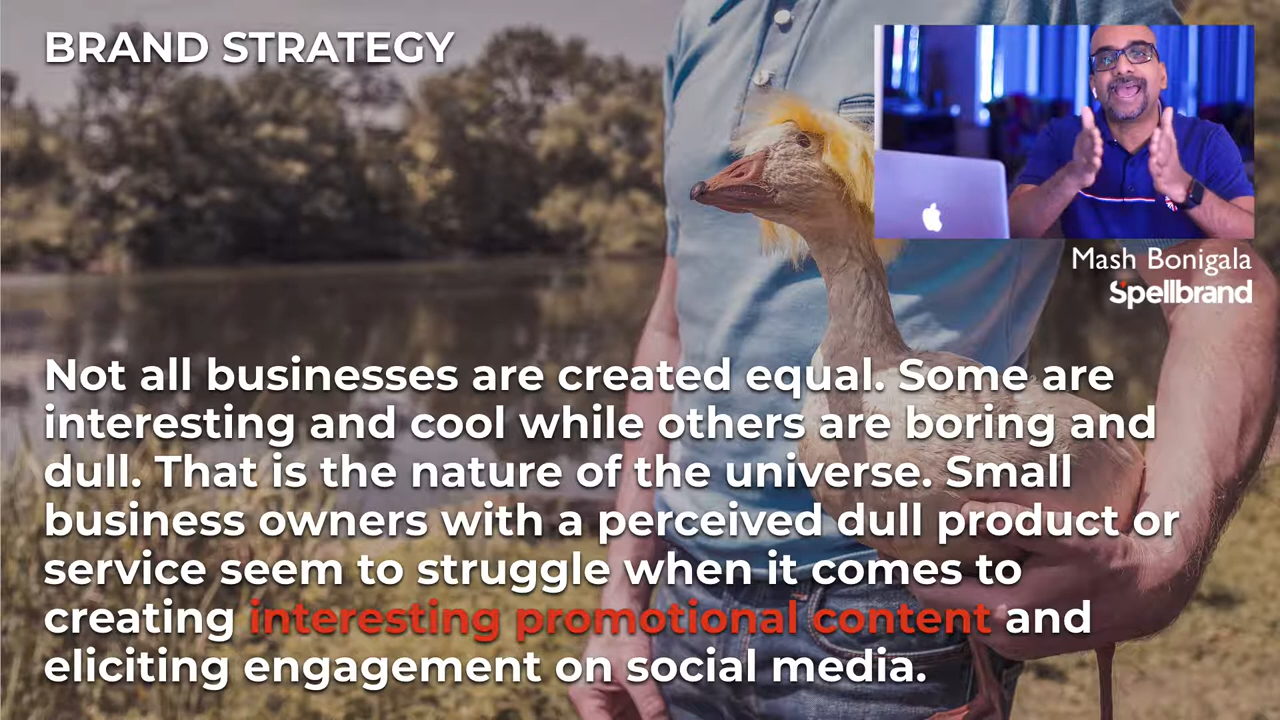 BRAND STRATEGY
Mash Bonigala
Spellbrand
Not all businesses are created equal. Some are
interesting and cool while others are boring and
dull. That is the nature of the universe. Small
business owners with a perceived dull product or
service seem to struggle when it comes to
creating interesting promotional content and
eliciting engagement on social media.